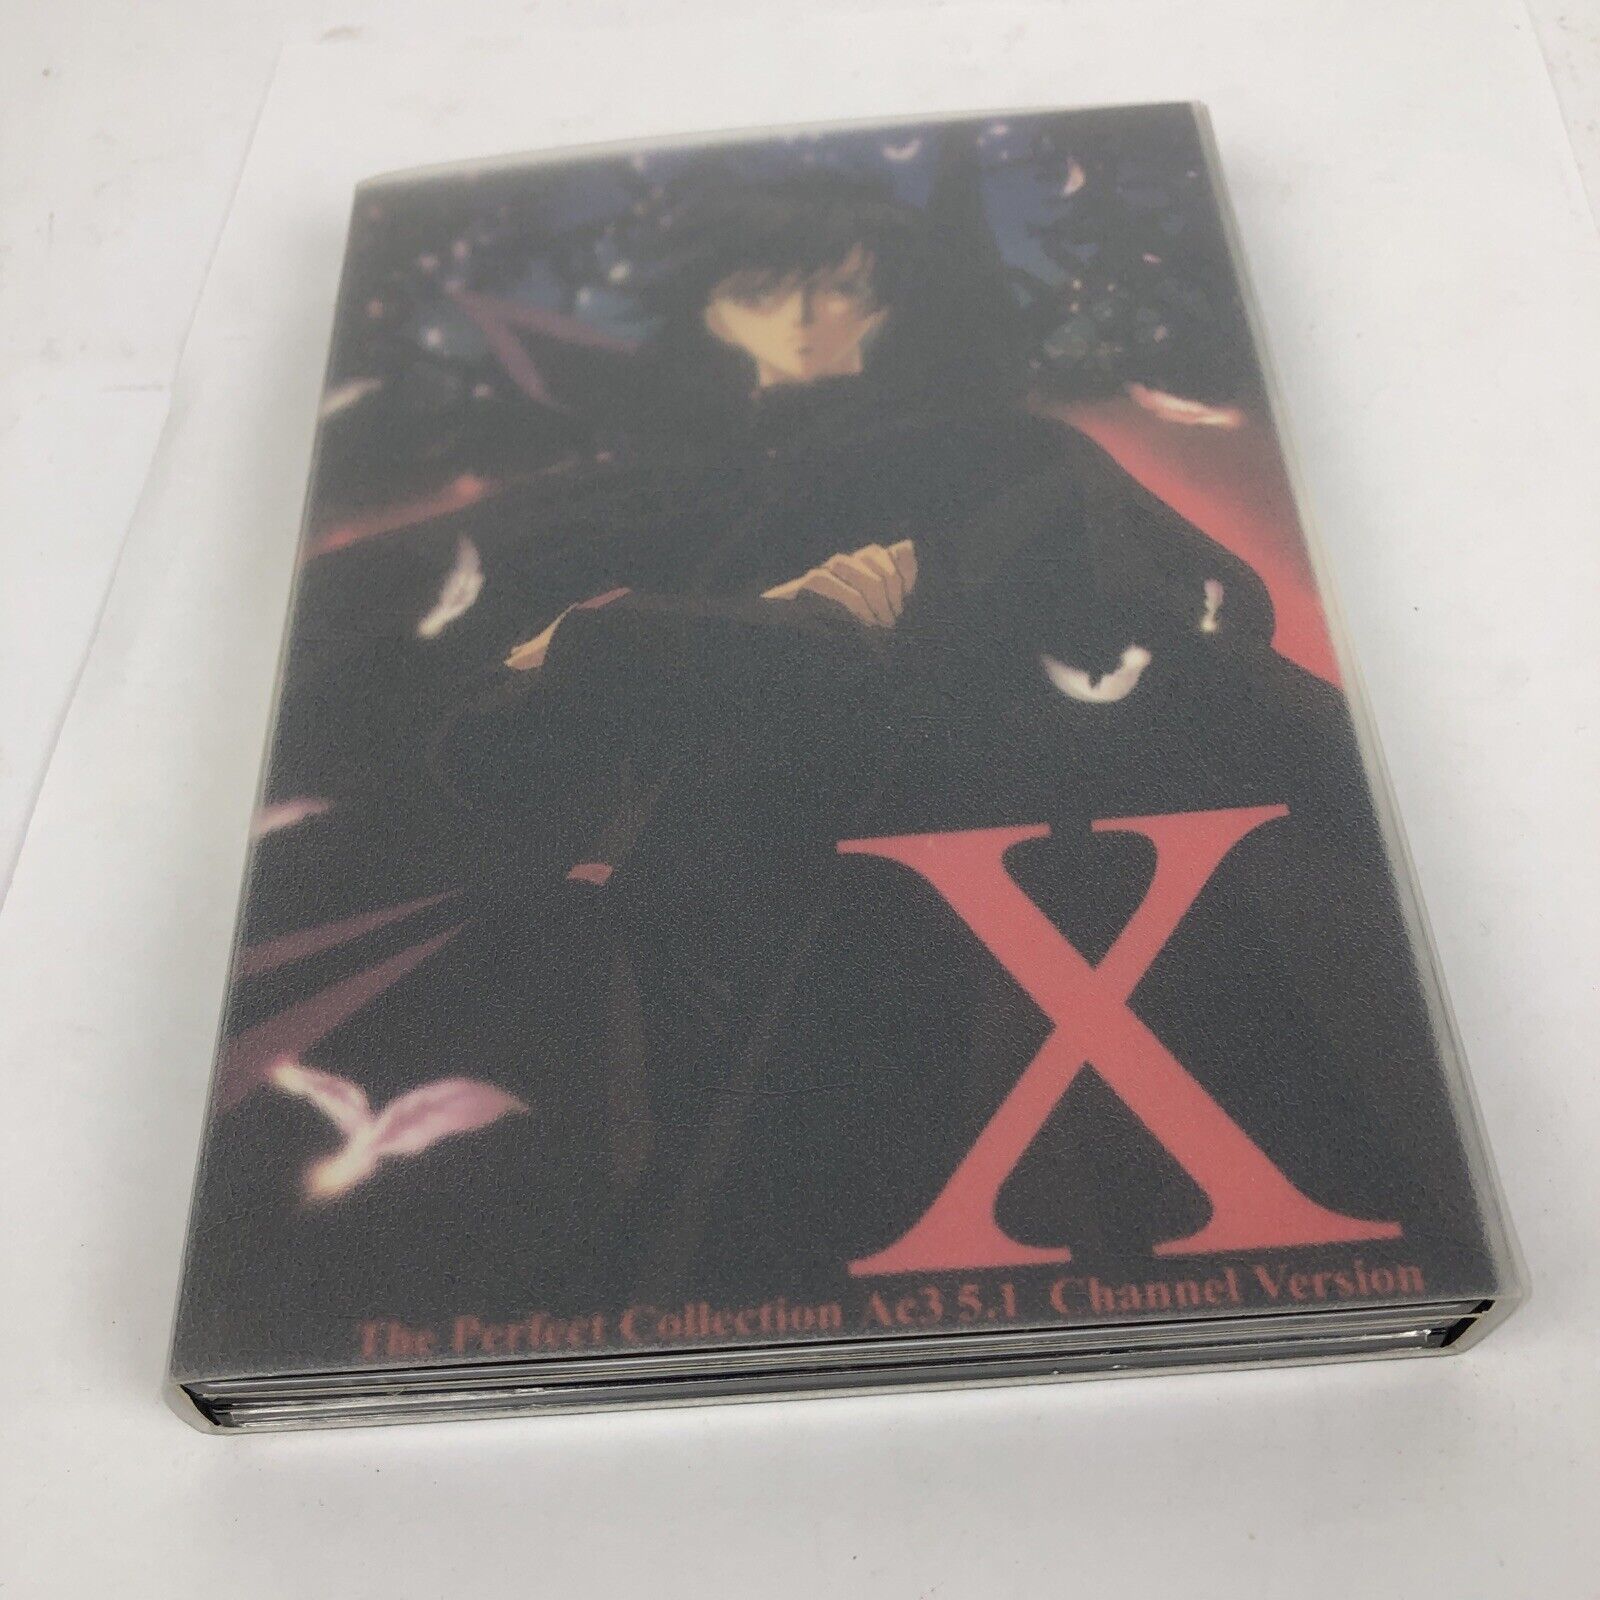 X
The Perfect Collection Ac3 5.1 Channel Version